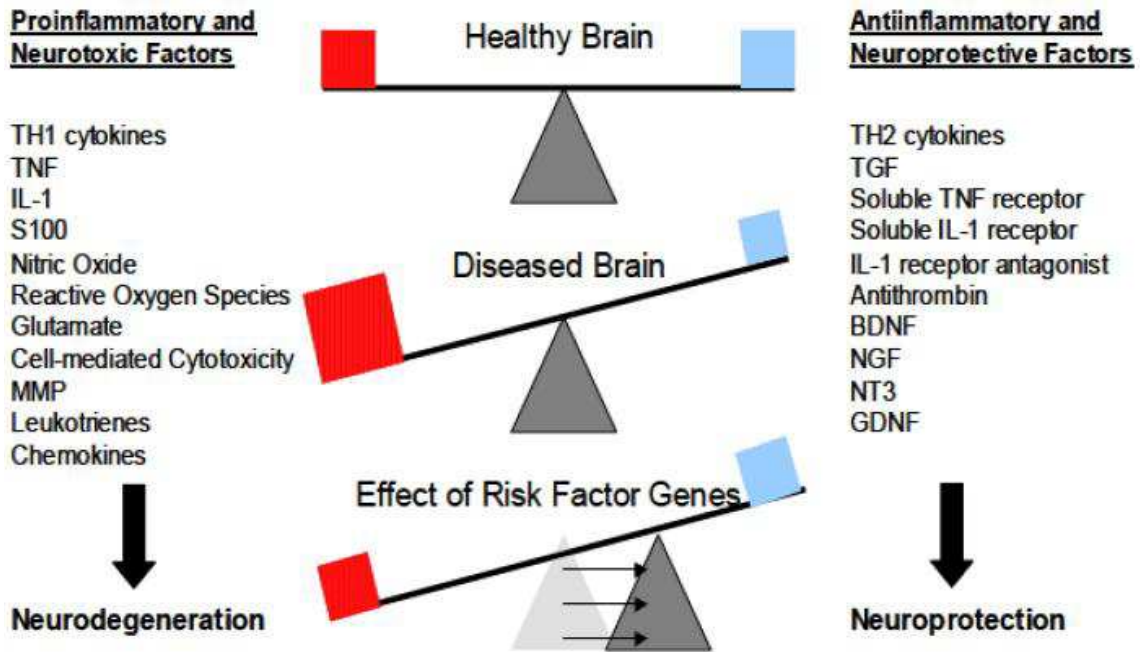 Proinflammatory and
Neurotoxic Factors
TH1 cytokines
TNF
IL-1
S100
Nitric Oxide
Reactive Oxygen Species
Glutamate
Cell-mediated Cytotoxicity
MMP
Leukotrienes
Chemokines
Neurodegeneration
Healthy Brain
Diseased Brain
Effect of Risk Factor Genes
Antiinflammatory and
Neuroprotective Factors
TH2 cytokines
TGF
Soluble TNF receptor
Soluble IL-1 receptor
IL-1 receptor antagonist
Antithrombin
BDNF
NGF
NT3
GDNF
Neuroprotection